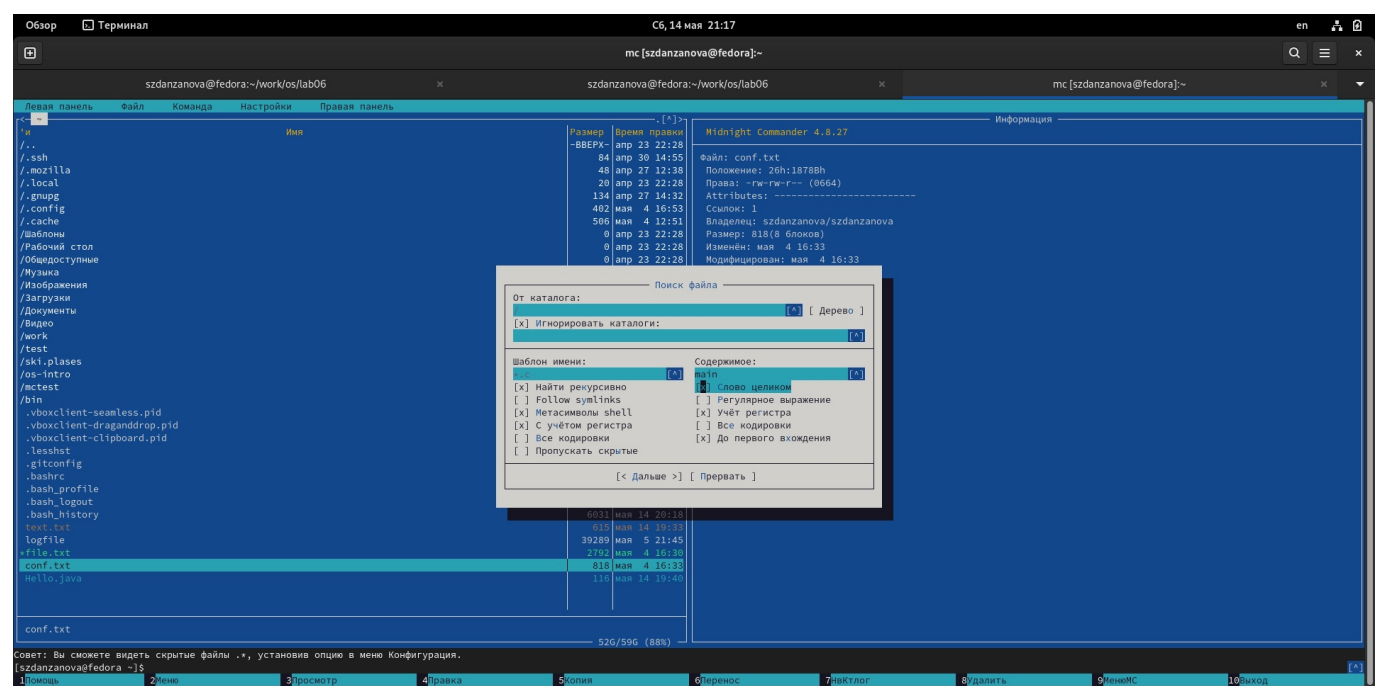 Обзор Терминал Сб, 14 мая 21:17 en
mc [szdanzanova@fedora]:~
szdanzanova@fedora:~/work/os/lab06 × szdanzanova@fedora:~/work/os/lab06 × mc [szdanzanova@fedora]:~ ×
Левая панель Файл Команда Настройки Правая панель
<- ~ .[^]>
'и Имя Размер Время правки
/.. -ВВЕРХ- апр 23 22:28
/.ssh 84 апр 30 14:55
/.mozilla 48 апр 27 12:38
/.local 20 апр 23 22:28
/.gnupg 134 апр 27 14:32
/.config 402 мая 4 16:53
/.cache 506 мая 4 12:51
/Шаблоны 0 апр 23 22:28
/Рабочий стол 0 апр 23 22:28
/Общедоступные 0 апр 23 22:28
/Музыка
/Изображения
/Загрузки
/Документы
/Видео
/work
/test
/ski.plases
/os-intro
/mctest
/bin
.vboxclient-seamless.pid
.vboxclient-draganddrop.pid
.vboxclient-clipboard.pid
.lesshst
.gitconfig
.bashrc
.bash_profile
.bash_logout
.bash_history 6031 мая 14 20:18
text.txt 615 мая 14 19:33
logfile 39289 мая 5 21:45
*file.txt 2792 мая 4 16:30
conf.txt 818 мая 4 16:33
Hello.java 116 мая 14 19:40
conf.txt
52G/59G (88%)
Информация
Midnight Commander 4.8.27
Файл: conf.txt
Положение: 26h:1878Bh
Права: -rw-rw-r-- (0664)
Attributes: -------------------------
Ссылок: 1
Владелец: szdanzanova/szdanzanova
Размер: 818(8 блоков)
Изменён: мая 4 16:33
Модифицирован: мая 4 16:33
Поиск файла
От каталога:
/ [^] [ Дерево ]
[x] Игнорировать каталоги:
[^]
Шаблон имени: Содержимое:
*.c [^] main [^]
[x] Найти рекурсивно [x] Слово целиком
[ ] Follow symlinks [ ] Регулярное выражение
[x] Метасимволы shell [x] Учёт регистра
[x] С учётом регистра [ ] Все кодировки
[ ] Все кодировки [x] До первого вхождения
[ ] Пропускать скрытые
[< Дальше >] [ Прервать ]
Совет: Вы сможете видеть скрытые файлы .*, установив опцию в меню Конфигурация.
[szdanzanova@fedora ~]$ [^]
1Помощь 2Меню 3Просмотр 4Правка 5Копия 6Перенос 7НвКтлог 8Удалить 9МенюМС 10Выход